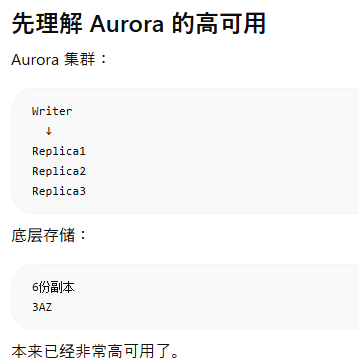 先理解 Aurora 的高可用
Aurora 集群：
Writer
↓
Replica1
Replica2
Replica3
底层存储：
6份副本
3AZ
本来已经非常高可用了。